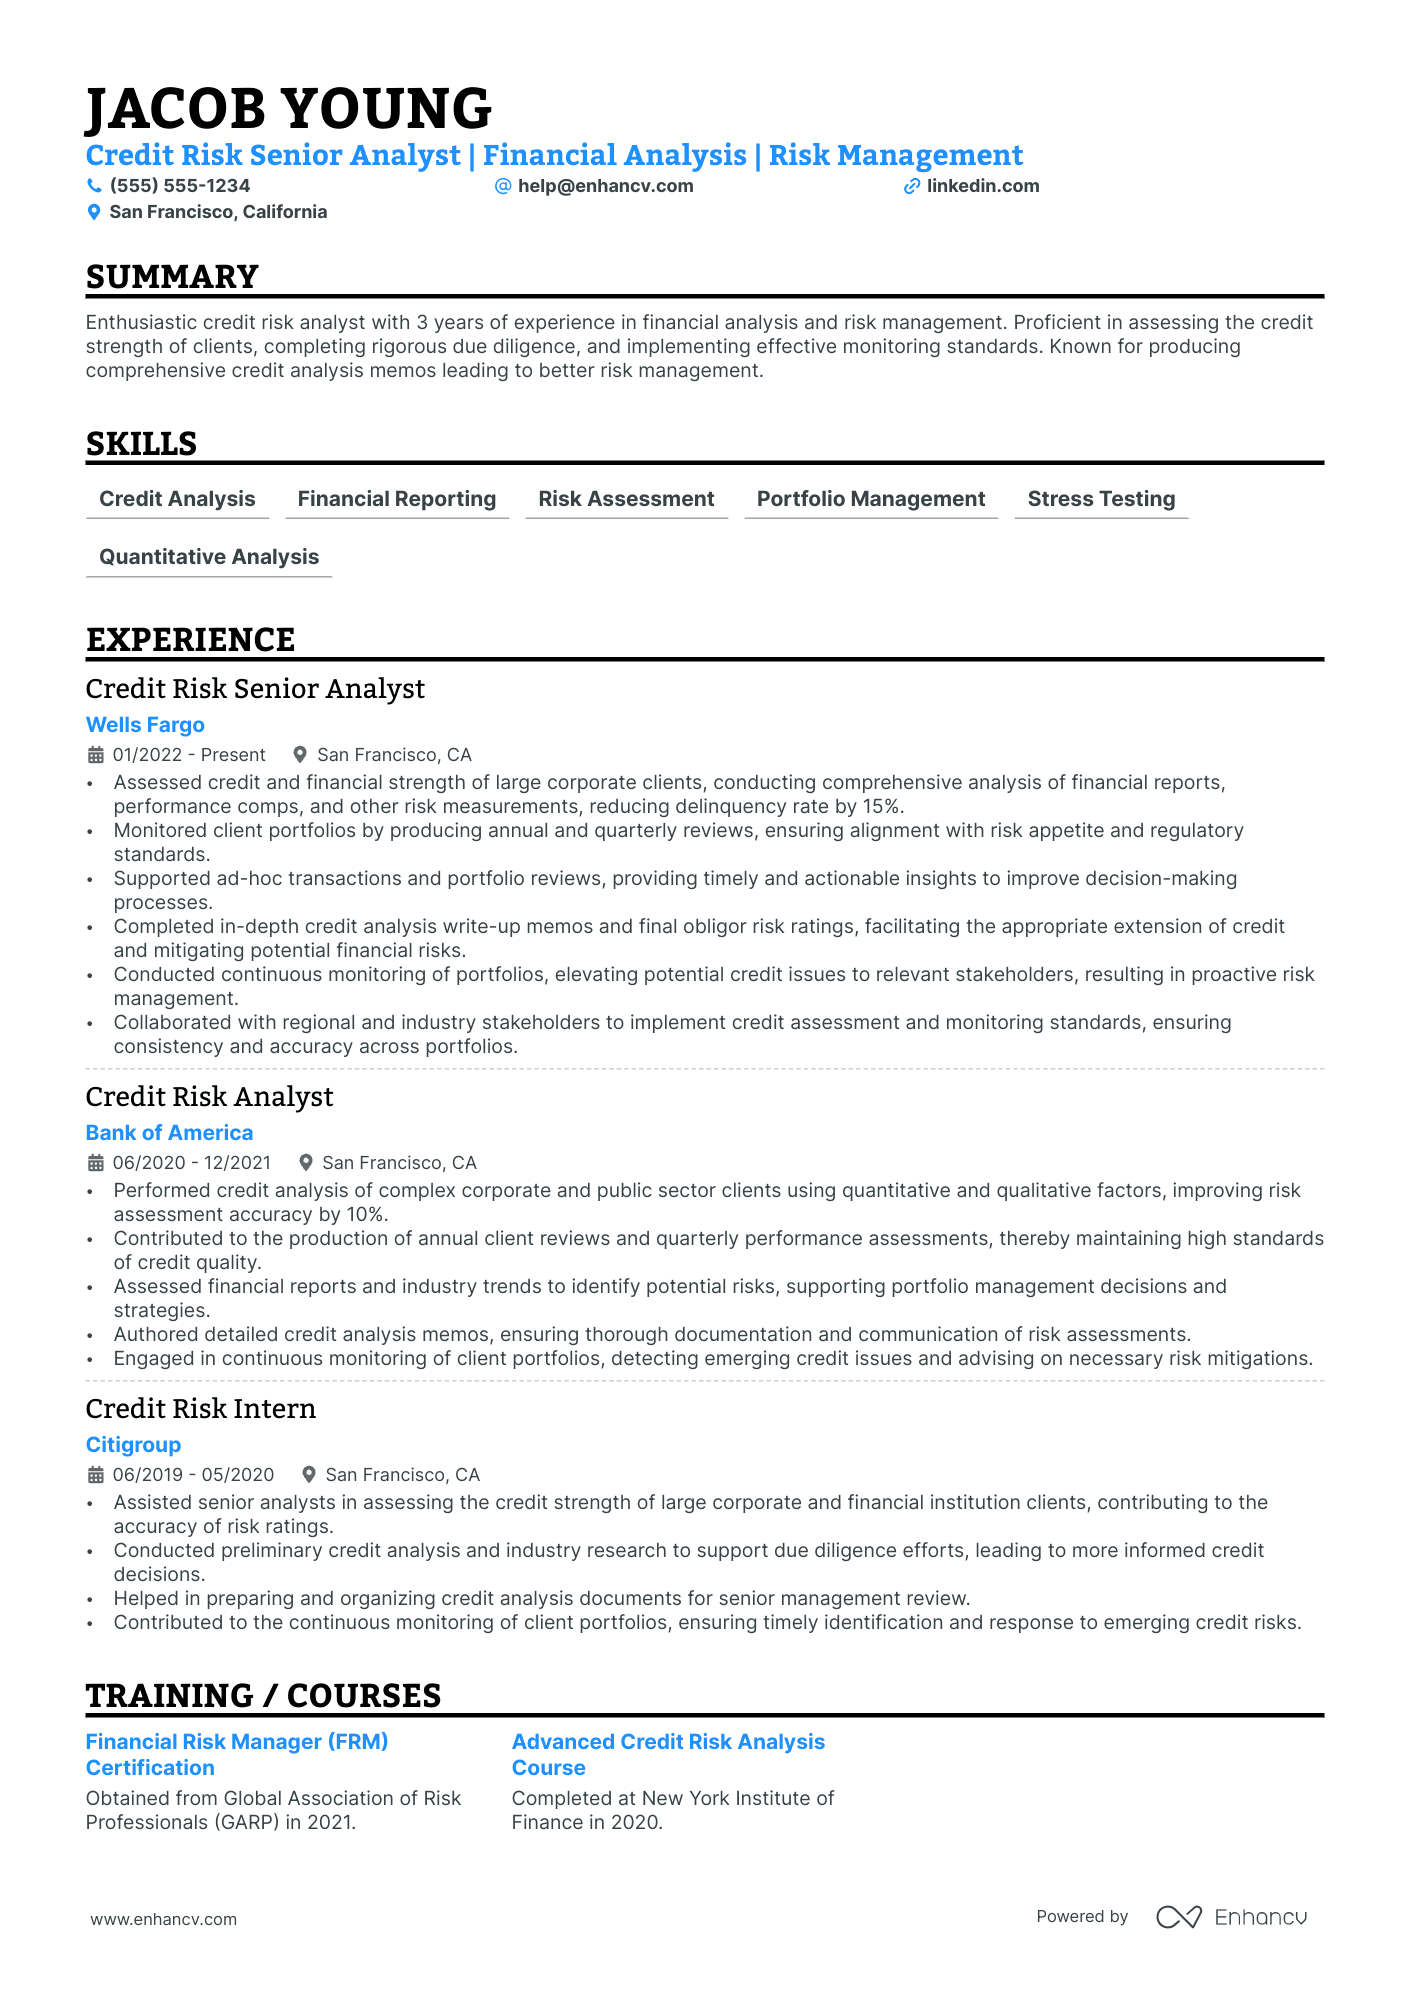 JACOB YOUNG
Credit Risk Senior Analyst | Financial Analysis | Risk Management
(555) 555-1234 help@enhancv.com linkedin.com
San Francisco, California
SUMMARY
Enthusiastic credit risk analyst with 3 years of experience in financial analysis and risk management. Proficient in assessing the credit
strength of clients, completing rigorous due diligence, and implementing effective monitoring standards. Known for producing
comprehensive credit analysis memos leading to better risk management.
SKILLS
Credit Analysis Financial Reporting Risk Assessment Portfolio Management Stress Testing
Quantitative Analysis
EXPERIENCE
Credit Risk Senior Analyst
Wells Fargo
01/2022 - Present San Francisco, CA
• Assessed credit and financial strength of large corporate clients, conducting comprehensive analysis of financial reports,
performance comps, and other risk measurements, reducing delinquency rate by 15%.
• Monitored client portfolios by producing annual and quarterly reviews, ensuring alignment with risk appetite and regulatory
standards.
• Supported ad-hoc transactions and portfolio reviews, providing timely and actionable insights to improve decision-making
processes.
• Completed in-depth credit analysis write-up memos and final obligor risk ratings, facilitating the appropriate extension of credit
and mitigating potential financial risks.
• Conducted continuous monitoring of portfolios, elevating potential credit issues to relevant stakeholders, resulting in proactive risk
management.
• Collaborated with regional and industry stakeholders to implement credit assessment and monitoring standards, ensuring
consistency and accuracy across portfolios.
Credit Risk Analyst
Bank of America
06/2020 - 12/2021 San Francisco, CA
• Performed credit analysis of complex corporate and public sector clients using quantitative and qualitative factors, improving risk
assessment accuracy by 10%.
• Contributed to the production of annual client reviews and quarterly performance assessments, thereby maintaining high standards
of credit quality.
• Assessed financial reports and industry trends to identify potential risks, supporting portfolio management decisions and
strategies.
• Authored detailed credit analysis memos, ensuring thorough documentation and communication of risk assessments.
• Engaged in continuous monitoring of client portfolios, detecting emerging credit issues and advising on necessary risk mitigations.
Credit Risk Intern
Citigroup
06/2019 - 05/2020 San Francisco, CA
• Assisted senior analysts in assessing the credit strength of large corporate and financial institution clients, contributing to the
accuracy of risk ratings.
• Conducted preliminary credit analysis and industry research to support due diligence efforts, leading to more informed credit
decisions.
• Helped in preparing and organizing credit analysis documents for senior management review.
• Contributed to the continuous monitoring of client portfolios, ensuring timely identification and response to emerging credit risks.
TRAINING / COURSES
Financial Risk Manager (FRM)
Certification
Obtained from Global Association of Risk
Professionals (GARP) in 2021.
Advanced Credit Risk Analysis
Course
Completed at New York Institute of
Finance in 2020.
www.enhancv.com
Powered by Enhancv